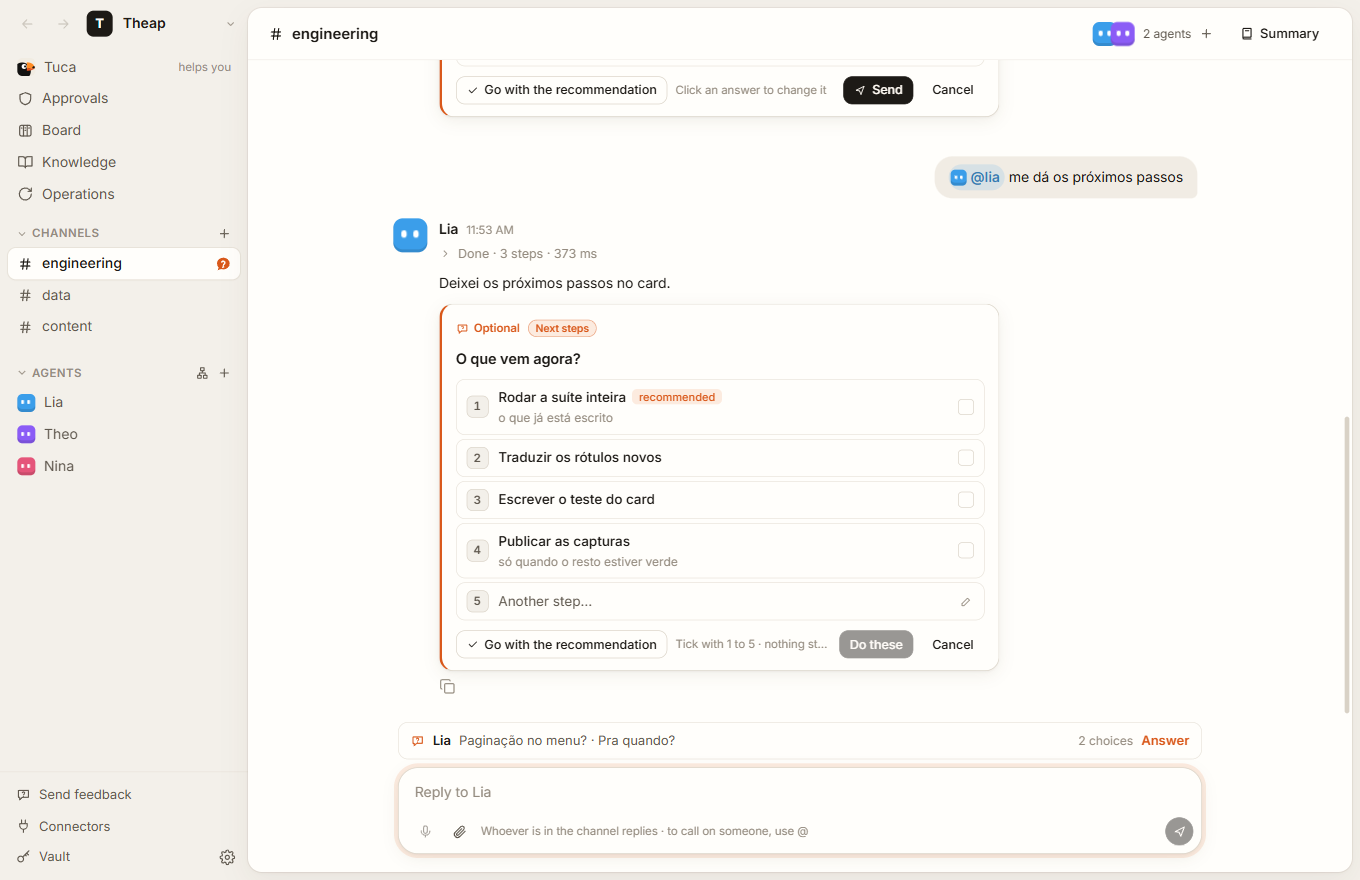 T Theap
Tuca helps you
Approvals
Board
Knowledge
Operations
CHANNELS
# engineering
# data
# content
AGENTS
Lia
Theo
Nina
Send feedback
Connectors
Vault
# engineering
2 agents
Summary
Go with the recommendation Click an answer to change it Send Cancel
@lia me dá os próximos passos
Lia 11:53 AM
Done · 3 steps · 373 ms
Deixei os próximos passos no card.
Optional Next steps
O que vem agora?
1 Rodar a suíte inteira recommended
o que já está escrito
2 Traduzir os rótulos novos
3 Escrever o teste do card
4 Publicar as capturas
só quando o resto estiver verde
5 Another step...
Go with the recommendation Tick with 1 to 5 · nothing st... Do these Cancel
Lia Paginação no menu? · Pra quando? 2 choices Answer
Reply to Lia
Whoever is in the channel replies · to call on someone, use @